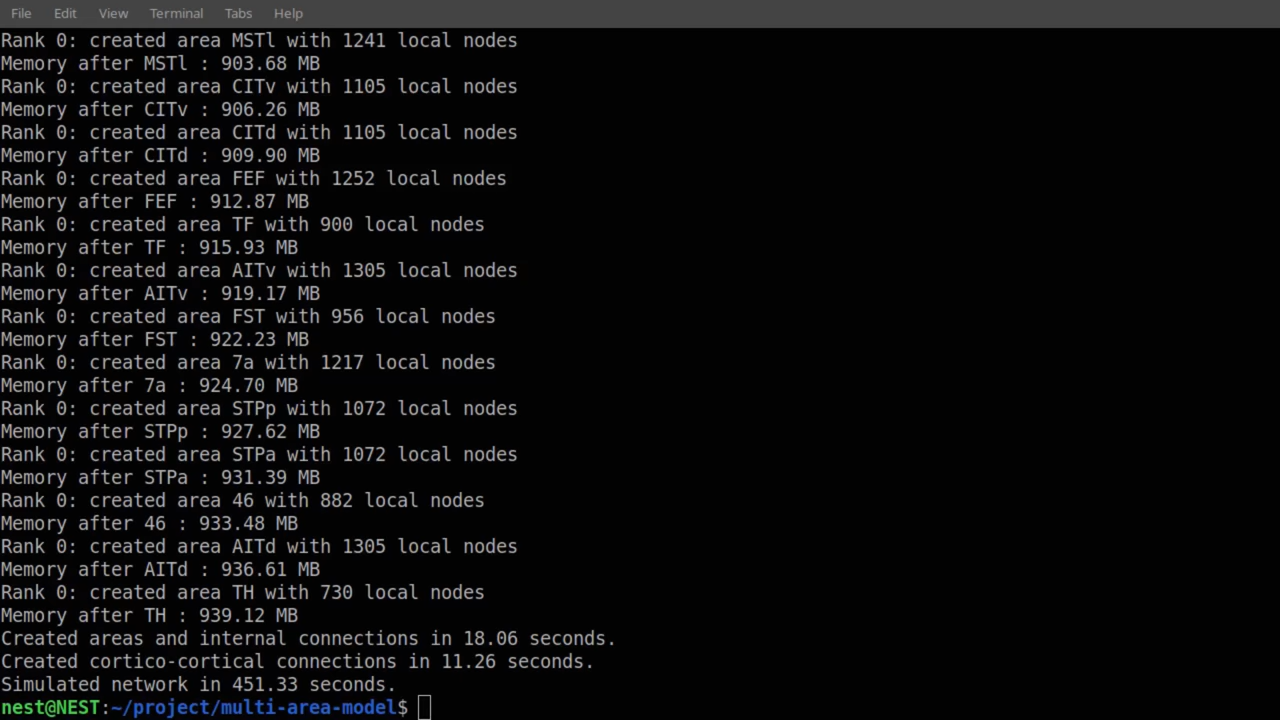 File Edit View Terminal Tabs Help
Rank 0: created area MSTl with 1241 local nodes
Memory after MSTl : 903.68 MB
Rank 0: created area CITv with 1105 local nodes
Memory after CITv : 906.26 MB
Rank 0: created area CITd with 1105 local nodes
Memory after CITd : 909.90 MB
Rank 0: created area FEF with 1252 local nodes
Memory after FEF : 912.87 MB
Rank 0: created area TF with 900 local nodes
Memory after TF : 915.93 MB
Rank 0: created area AITv with 1305 local nodes
Memory after AITv : 919.17 MB
Rank 0: created area FST with 956 local nodes
Memory after FST : 922.23 MB
Rank 0: created area 7a with 1217 local nodes
Memory after 7a : 924.70 MB
Rank 0: created area STPp with 1072 local nodes
Memory after STPp : 927.62 MB
Rank 0: created area STPa with 1072 local nodes
Memory after STPa : 931.39 MB
Rank 0: created area 46 with 882 local nodes
Memory after 46 : 933.48 MB
Rank 0: created area AITd with 1305 local nodes
Memory after AITd : 936.61 MB
Rank 0: created area TH with 730 local nodes
Memory after TH : 939.12 MB
Created areas and internal connections in 18.06 seconds.
Created cortico-cortical connections in 11.26 seconds.
Simulated network in 451.33 seconds.
nest@NEST:~/project/multi-area-model$